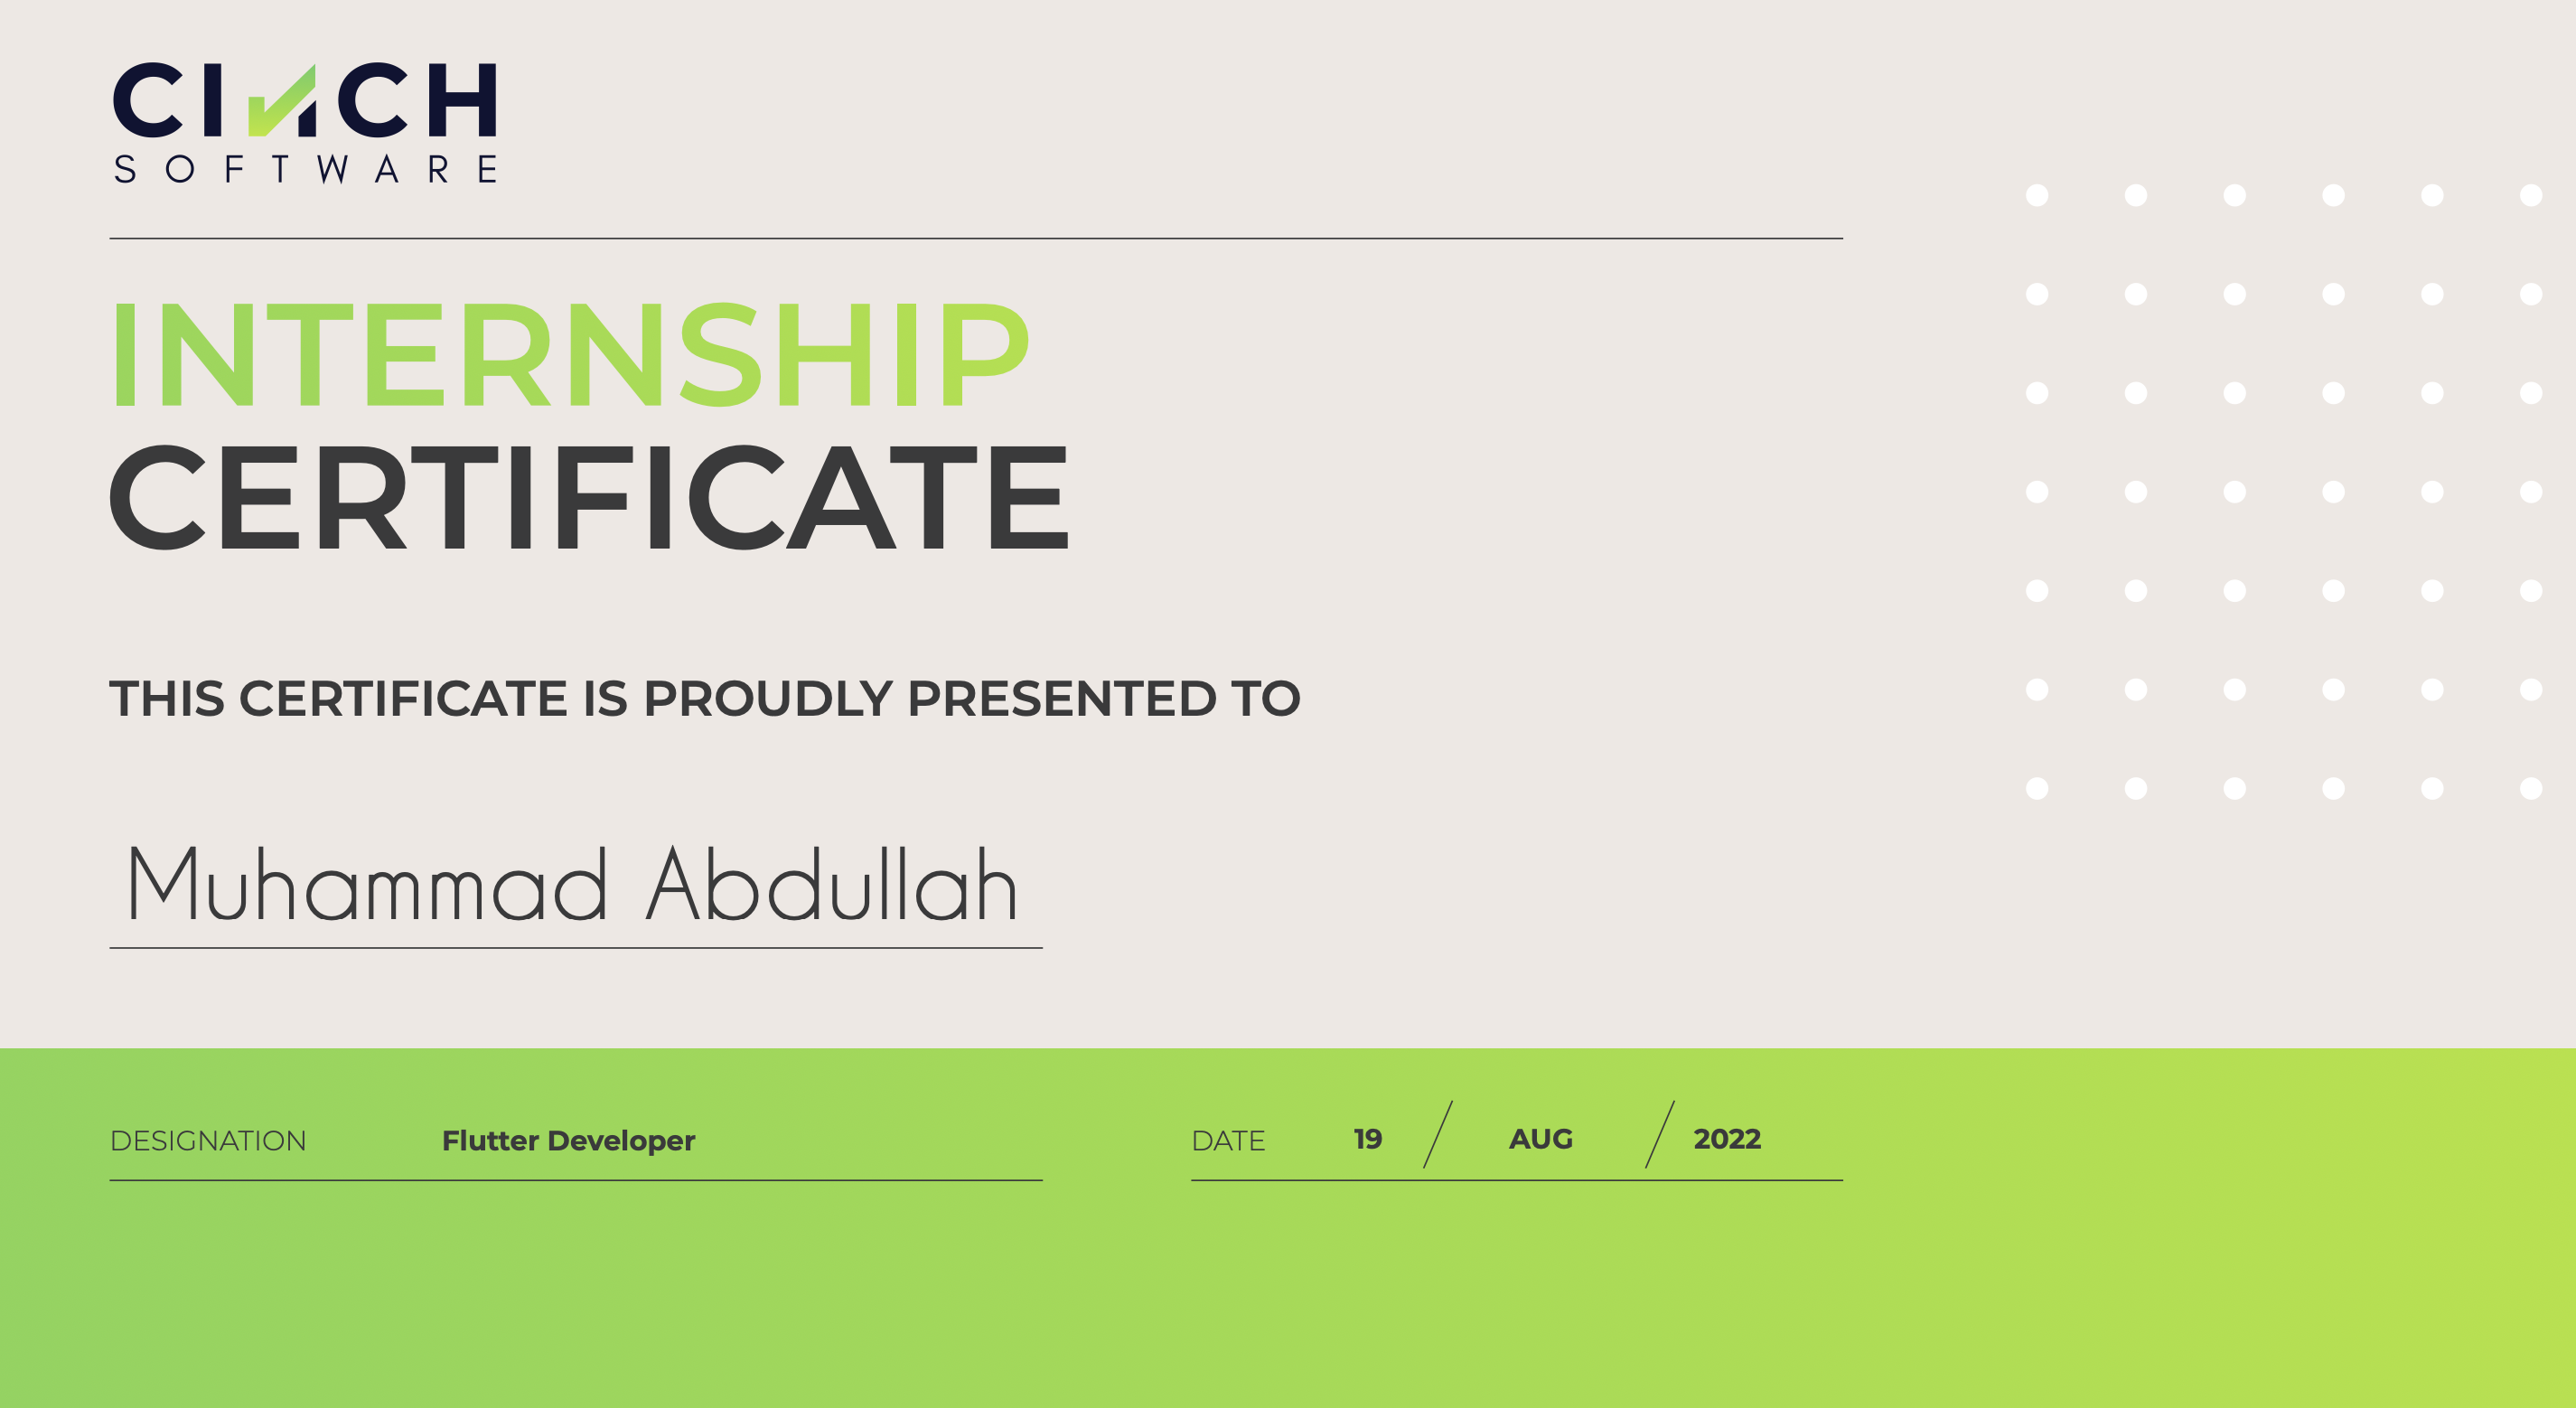 CINCH
SOFTWARE
INTERNSHIP
CERTIFICATE
THIS CERTIFICATE IS PROUDLY PRESENTED TO
Muhammad Abdullah
DESIGNATION Flutter Developer DATE 19 / AUG / 2022